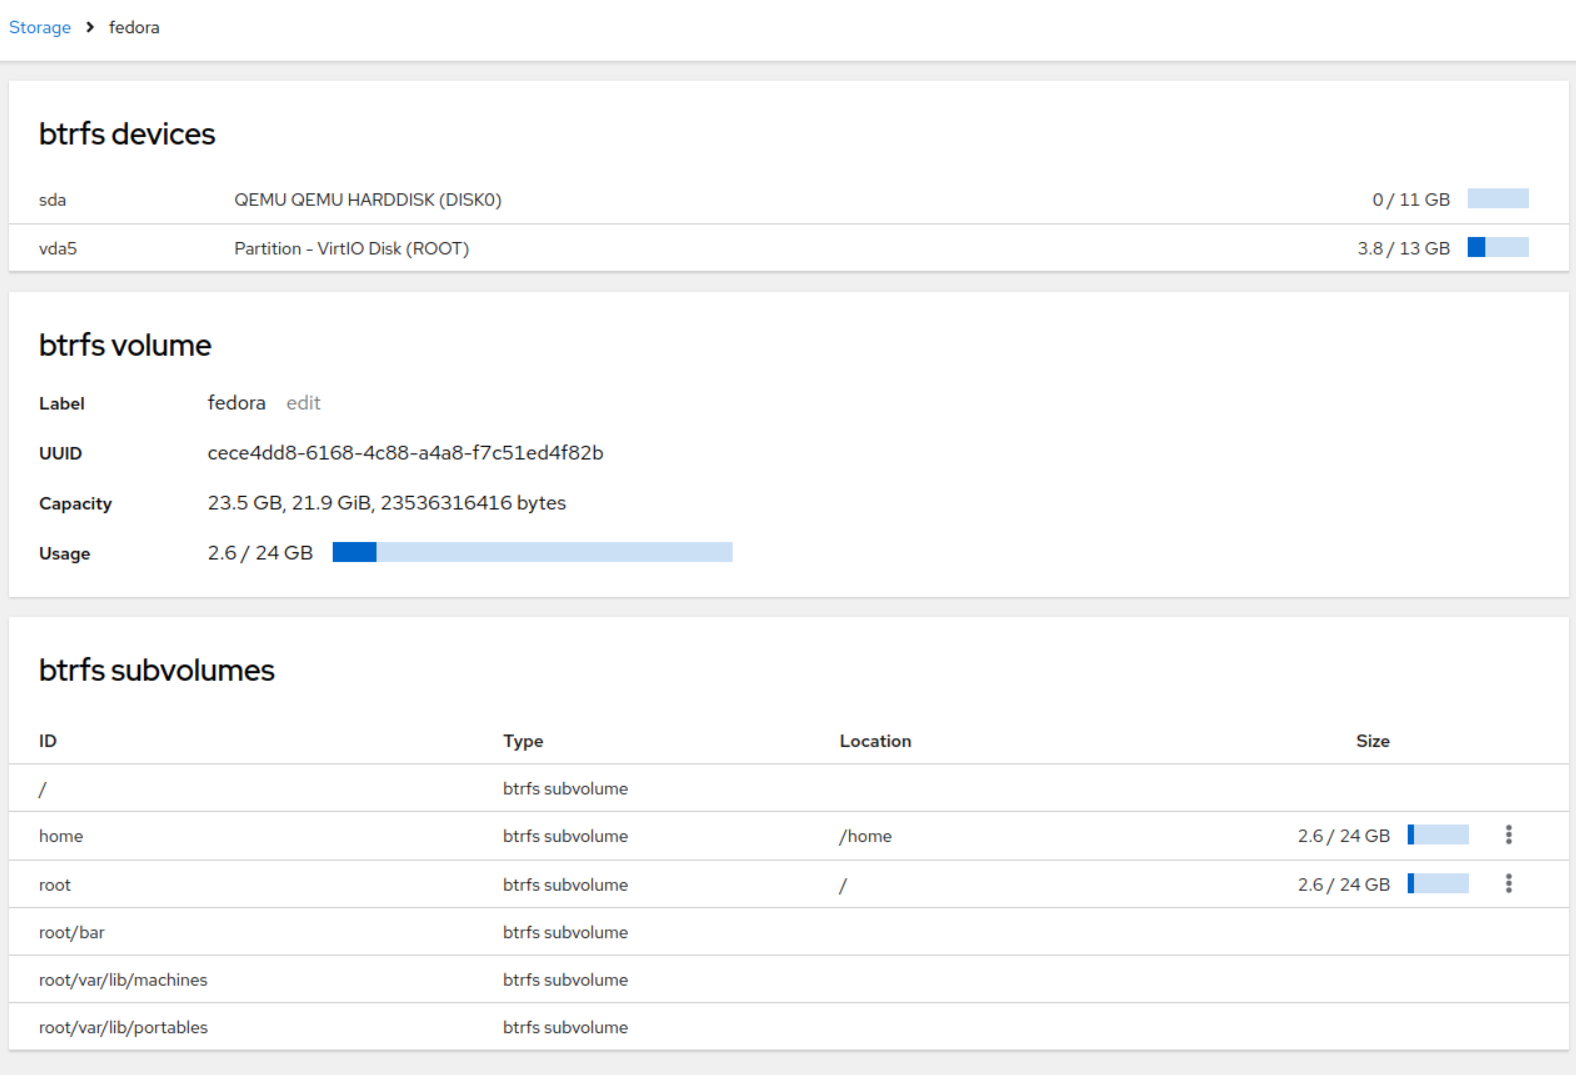 Storage > fedora
btrfs devices
sda QEMU QEMU HARDDISK (DISK0) 0 / 11 GB
vda5 Partition - VirtIO Disk (ROOT) 3.8 / 13 GB
btrfs volume
Label fedora edit
UUID cece4dd8-6168-4c88-a4a8-f7c51ed4f82b
Capacity 23.5 GB, 21.9 GiB, 23536316416 bytes
Usage 2.6 / 24 GB
btrfs subvolumes
ID Type Location Size
/ btrfs subvolume
home btrfs subvolume /home 2.6 / 24 GB
root btrfs subvolume / 2.6 / 24 GB
root/bar btrfs subvolume
root/var/lib/machines btrfs subvolume
root/var/lib/portables btrfs subvolume